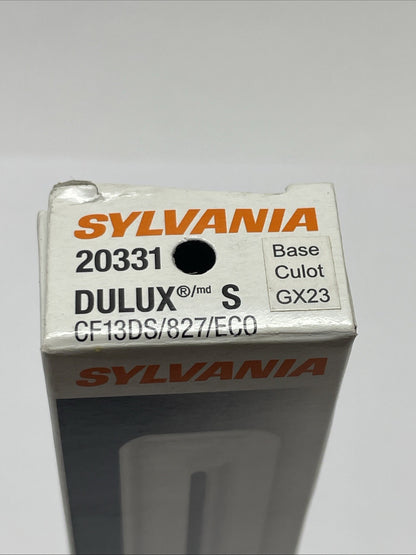 SYLVANIA
20331
DULUX®/md S
CF13DS/827/ECO
Base
Culot
GX23
SYLVANIA